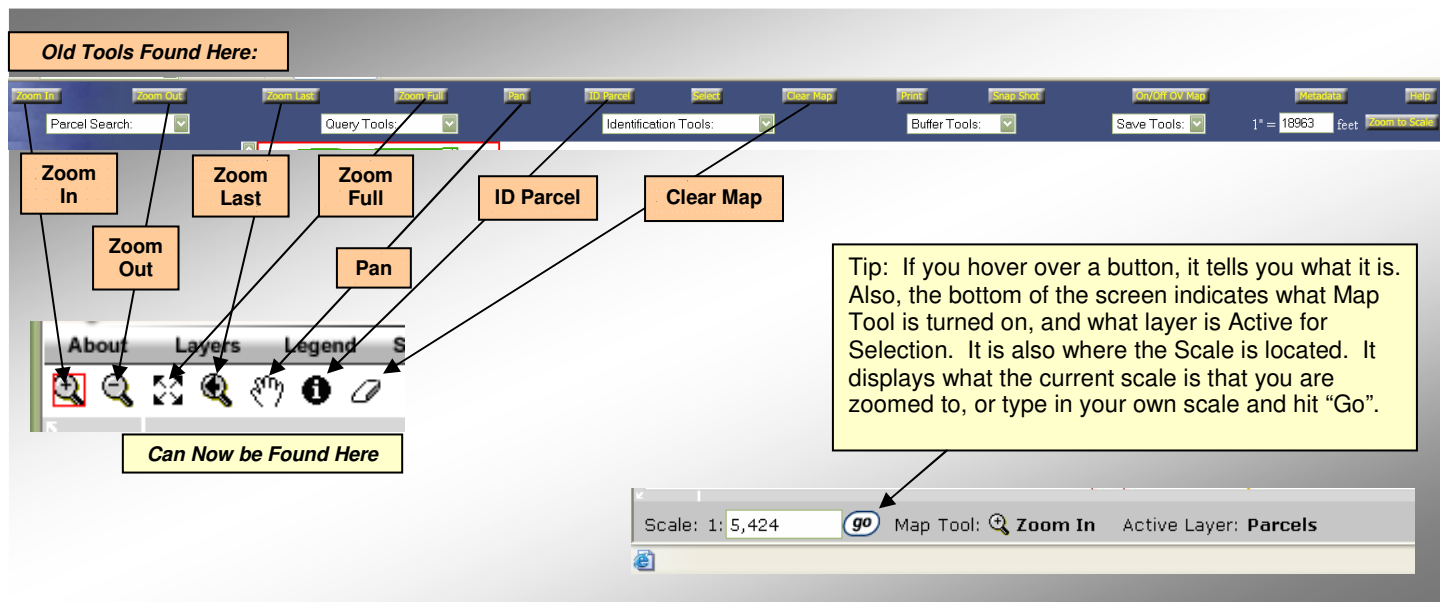 Old Tools Found Here:
Zoom In Zoom Out Zoom Last Zoom Full Pan ID Parcel Select Clear Map Print Snap Shot On/Off OV Map Metadata Help
Parcel Search: Query Tools: Identification Tools: Buffer Tools: Save Tools: 1" = 18963 feet Zoom to Scale
Zoom
In
Zoom
Last
Zoom
Full
ID Parcel
Clear Map
Zoom
Out
Pan
Tip: If you hover over a button, it tells you what it is.
Also, the bottom of the screen indicates what Map
Tool is turned on, and what layer is Active for
Selection. It is also where the Scale is located. It
displays what the current scale is that you are
zoomed to, or type in your own scale and hit “Go”.
About Layers Legend S
Can Now be Found Here
Scale: 1: 5,424 go Map Tool: Zoom In Active Layer: Parcels